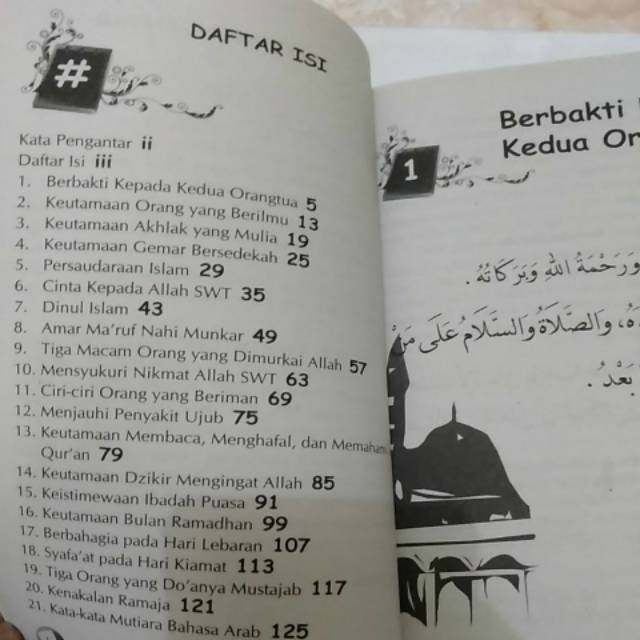 DAFTAR ISI
#
Kata Pengantar ii
Daftar Isi iii
1. Berbakti Kepada Kedua Orangtua 5
2. Keutamaan Orang yang Berilmu 13
3. Keutamaan Akhlak yang Mulia 19
4. Keutamaan Gemar Bersedekah 25
5. Persaudaraan Islam 29
6. Cinta Kepada Allah SWT 35
7. Dinul Islam 43
8. Amar Ma'ruf Nahi Munkar 49
9. Tiga Macam Orang yang Dimurkai Allah 57
10. Mensyukuri Nikmat Allah SWT 63
11. Ciri-ciri Orang yang Beriman 69
12. Menjauhi Penyakit Ujub 75
13. Keutamaan Membaca, Menghafal, dan Memaham
Qur'an 79
14. Keutamaan Dzikir Mengingat Allah 85
15. Keistimewaan Ibadah Puasa 91
16. Keutamaan Bulan Ramadhan 99
17. Berbahagia pada Hari Lebaran 107
18. Syafa'at pada Hari Kiamat 113
19. Tiga Orang yang Do'anya Mustajab 117
20. Kenakalan Ramaja 121
21. Kata-kata Mutiara Bahasa Arab 125
Berbakti
Kedua Or
1
وَرَحْمَةُ اللهِ وَبَرَكَاتُهُ.
وَالصَّلَاةُ وَالسَّلَامُ عَلَى مَنْ
بَعْدُ.